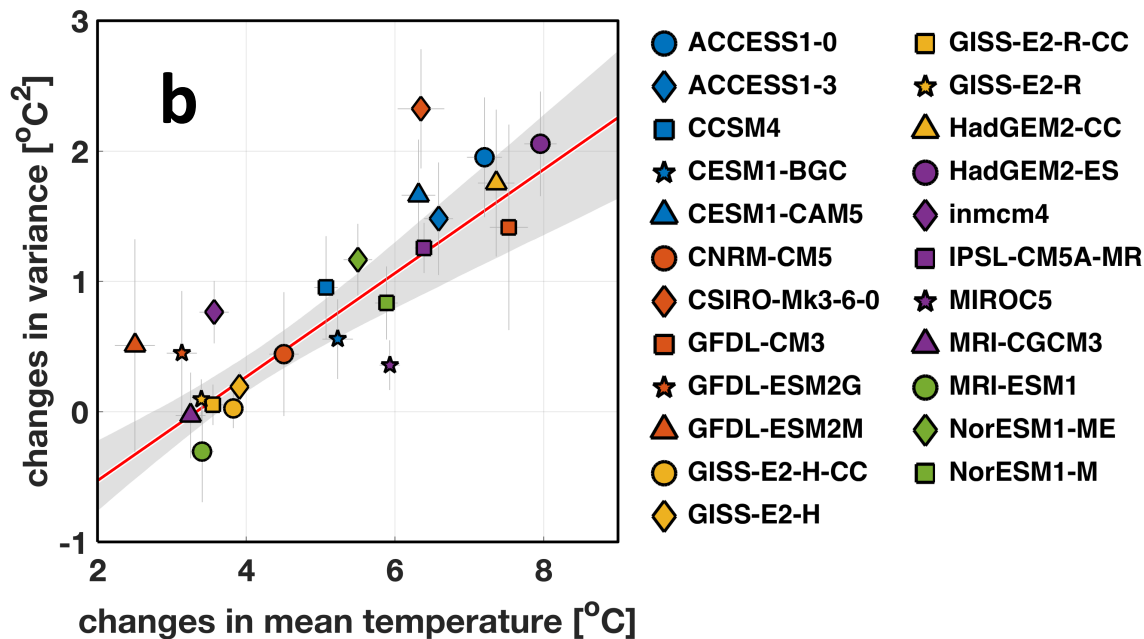 b
3
2
1
0
-1
2 4 6 8
changes in variance [°C²]
changes in mean temperature [°C]
ACCESS1-0
ACCESS1-3
CCSM4
CESM1-BGC
CESM1-CAM5
CNRM-CM5
CSIRO-Mk3-6-0
GFDL-CM3
GFDL-ESM2G
GFDL-ESM2M
GISS-E2-H-CC
GISS-E2-H
GISS-E2-R-CC
GISS-E2-R
HadGEM2-CC
HadGEM2-ES
inmcm4
IPSL-CM5A-MR
MIROC5
MRI-CGCM3
MRI-ESM1
NorESM1-ME
NorESM1-M